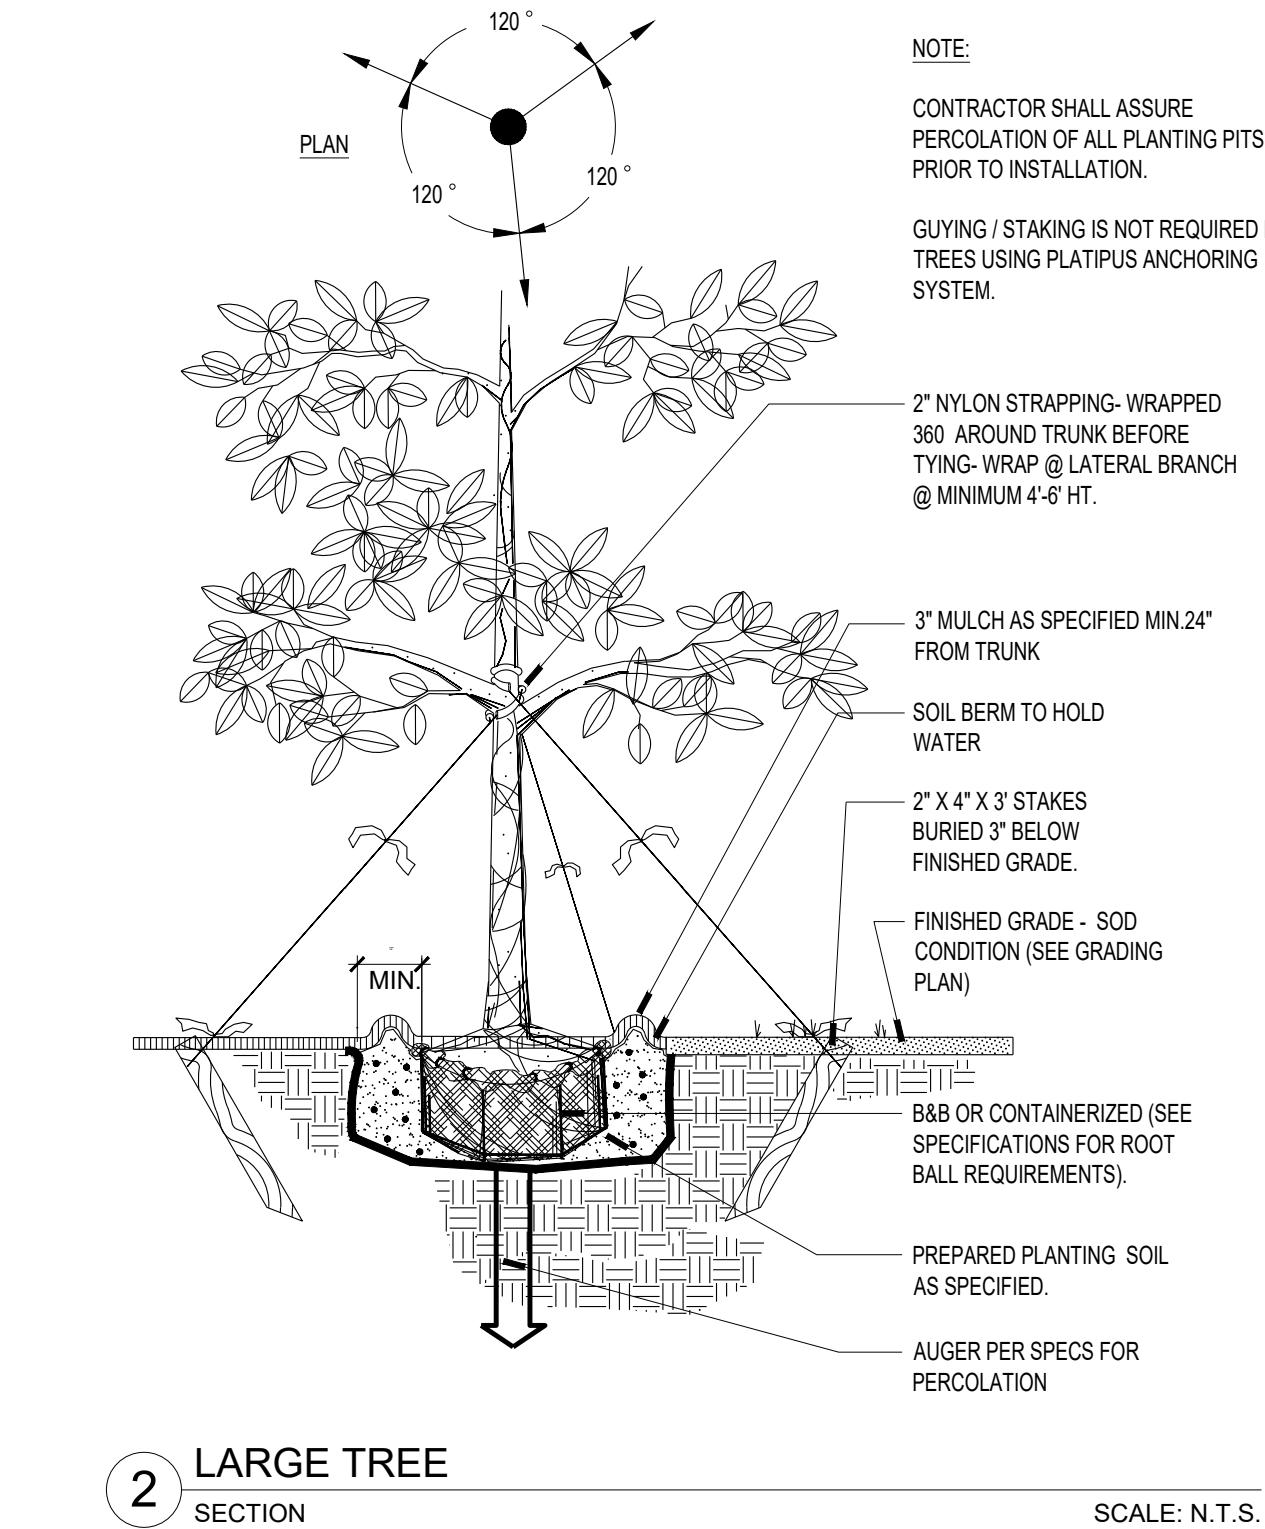 120 °
PLAN
120 °
120 °
NOTE:
CONTRACTOR SHALL ASSURE
PERCOLATION OF ALL PLANTING PITS
PRIOR TO INSTALLATION.
GUYING / STAKING IS NOT REQUIRED
TREES USING PLATIPUS ANCHORING
SYSTEM.
2" NYLON STRAPPING- WRAPPED
360 AROUND TRUNK BEFORE
TYING- WRAP @ LATERAL BRANCH
@ MINIMUM 4'-6' HT.
3" MULCH AS SPECIFIED MIN.24"
FROM TRUNK
SOIL BERM TO HOLD
WATER
2" X 4" X 3' STAKES
BURIED 3" BELOW
FINISHED GRADE.
FINISHED GRADE - SOD
CONDITION (SEE GRADING
PLAN)
MIN.
B&B OR CONTAINERIZED (SEE
SPECIFICATIONS FOR ROOT
BALL REQUIREMENTS).
PREPARED PLANTING SOIL
AS SPECIFIED.
AUGER PER SPECS FOR
PERCOLATION
2
LARGE TREE
SECTION
SCALE: N.T.S.